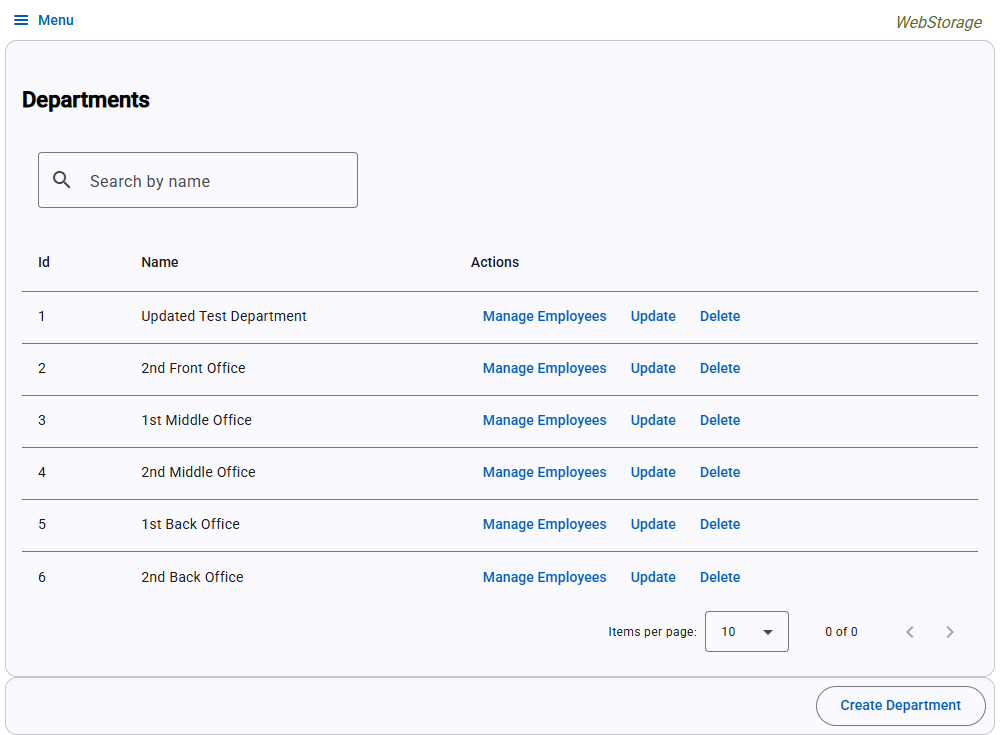 Menu
WebStorage
Departments
Search by name
Id Name Actions
1 Updated Test Department Manage Employees Update Delete
2 2nd Front Office Manage Employees Update Delete
3 1st Middle Office Manage Employees Update Delete
4 2nd Middle Office Manage Employees Update Delete
5 1st Back Office Manage Employees Update Delete
6 2nd Back Office Manage Employees Update Delete
Items per page: 10 0 of 0
Create Department